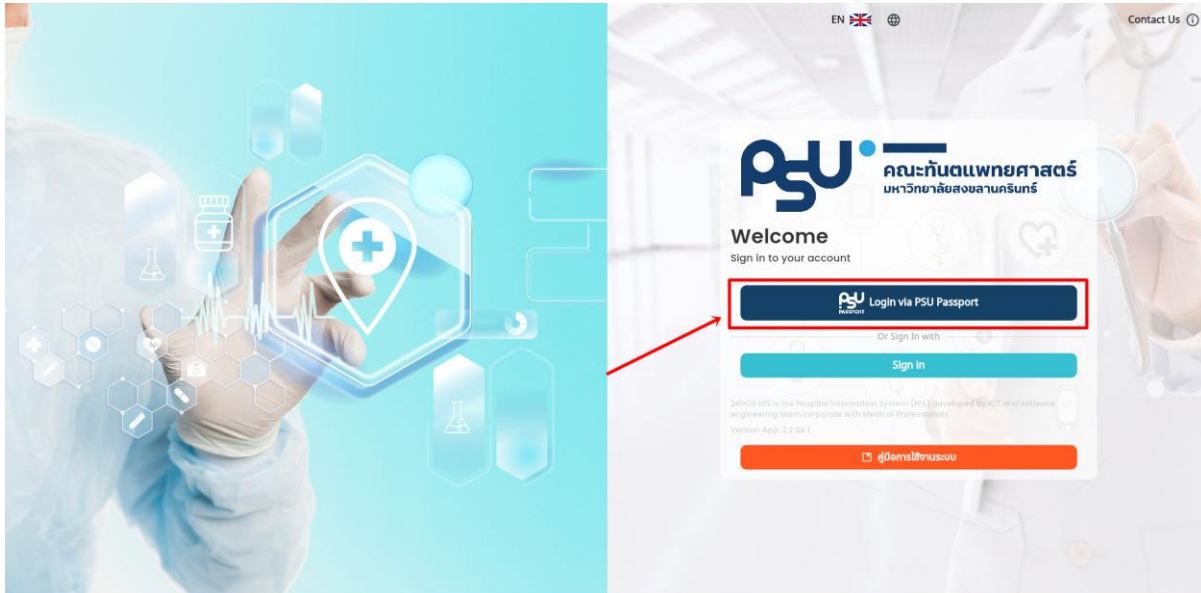 EN
Contact Us
PSU
คณะทันตแพทยศาสตร์
มหาวิทยาลัยสงขลานครินทร์
Welcome
Sign in to your account
PSU PASSPORT Login via PSU Passport
Or Sign In with
Sign in
24HOS HIS is the Hospital Information System (HIS) developed by ICT and software
engineering team corporate with Medical Professionals
Version App: 2.2.58.1
คู่มือการใช้งานระบบ